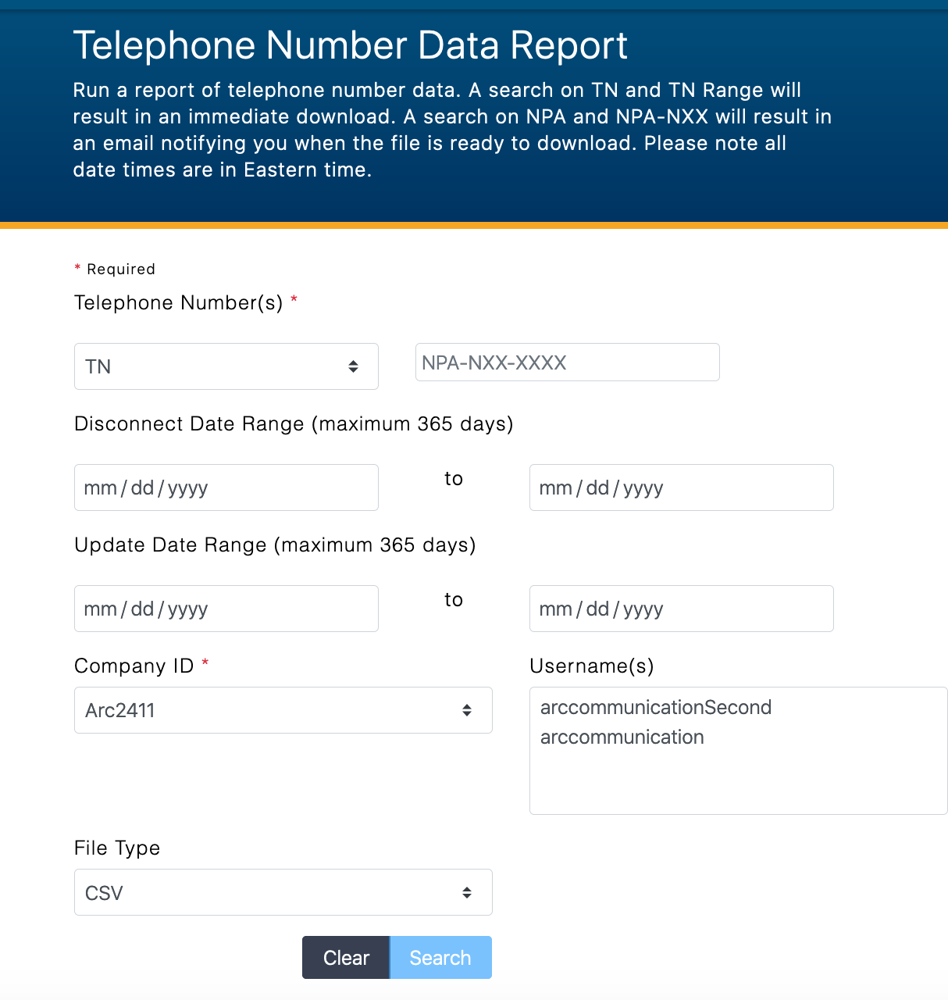 Telephone Number Data Report
Run a report of telephone number data. A search on TN and TN Range will
result in an immediate download. A search on NPA and NPA-NXX will result in
an email notifying you when the file is ready to download. Please note all
date times are in Eastern time.
* Required
Telephone Number(s) *
TN
NPA-NXX-XXXX
Disconnect Date Range (maximum 365 days)
mm/dd/yyyy
to
mm/dd/yyyy
Update Date Range (maximum 365 days)
mm/dd/yyyy
to
mm/dd/yyyy
Company ID *
Arc2411
Username(s)
arccommunicationSecond
arccommunication
File Type
CSV
Clear
Search